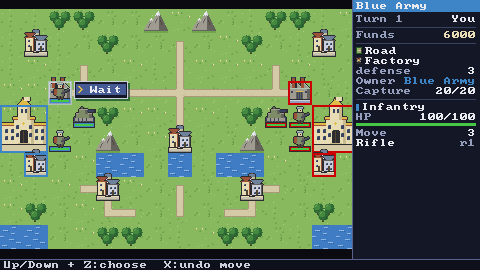 Blue Army
Turn 1 You
Funds 6000
Road
Factory
defense 3
Owner Blue Army
Capture 20/20
Infantry
HP 100/100
Move 3
Rifle r1
> Wait
Up/Down + Z:choose X:undo move